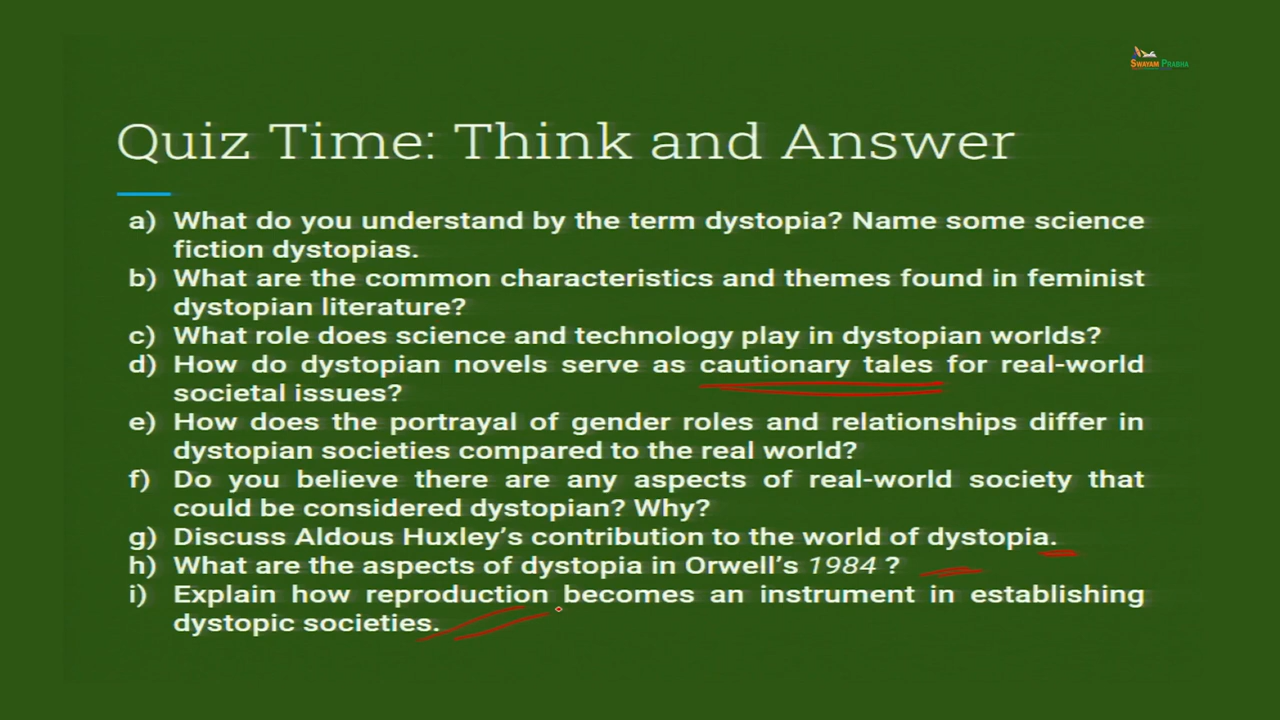 SWAYAM PRABHA
Quiz Time: Think and Answer
a) What do you understand by the term dystopia? Name some science
fiction dystopias.
b) What are the common characteristics and themes found in feminist
dystopian literature?
c) What role does science and technology play in dystopian worlds?
d) How do dystopian novels serve as cautionary tales for real-world
societal issues?
e) How does the portrayal of gender roles and relationships differ in
dystopian societies compared to the real world?
f) Do you believe there are any aspects of real-world society that
could be considered dystopian? Why?
g) Discuss Aldous Huxley’s contribution to the world of dystopia.
h) What are the aspects of dystopia in Orwell’s 1984 ?
i) Explain how reproduction becomes an instrument in establishing
dystopic societies.